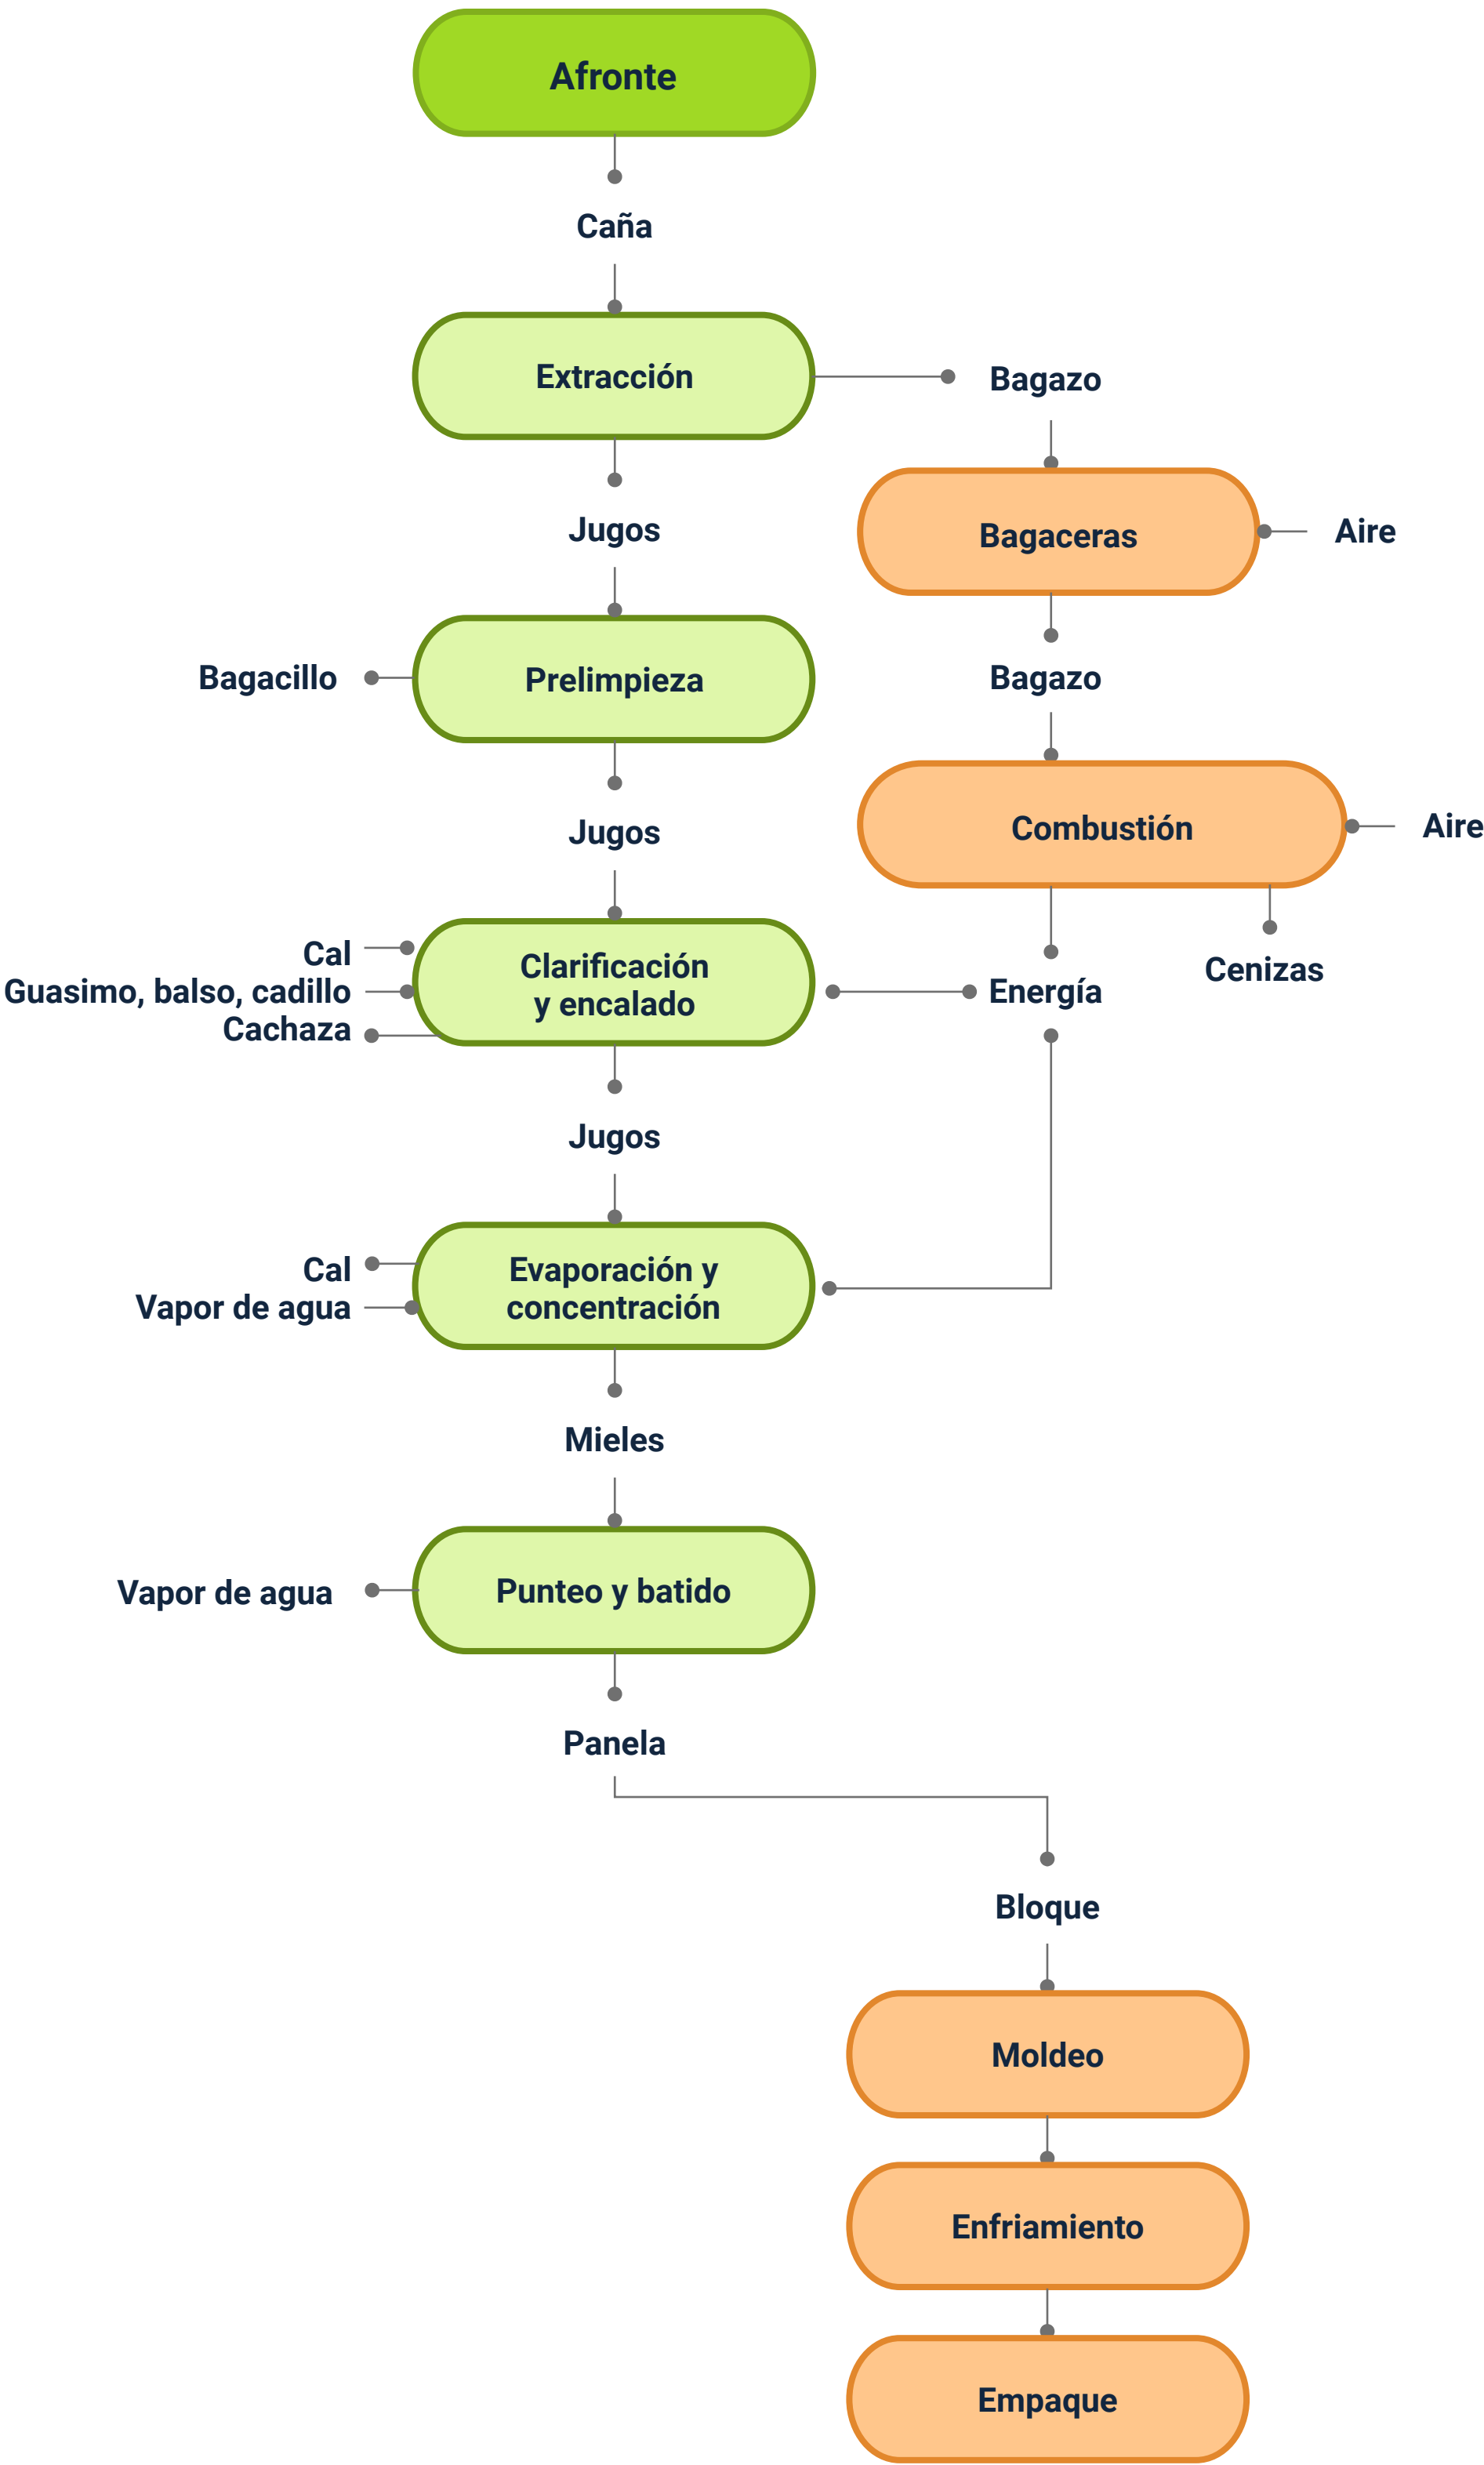 Afronte
Caña
Extracción
Bagazo
Bagaceras
Aire
Jugos
Bagacillo
Prelimpieza
Bagazo
Jugos
Combustión
Aire
Cal
Guasimo, balso, cadillo
Cachaza
Clarificación
y encalado
Energía
Cenizas
Jugos
Cal
Vapor de agua
Evaporación y
concentración
Mieles
Vapor de agua
Punteo y batido
Panela
Bloque
Moldeo
Enfriamiento
Empaque